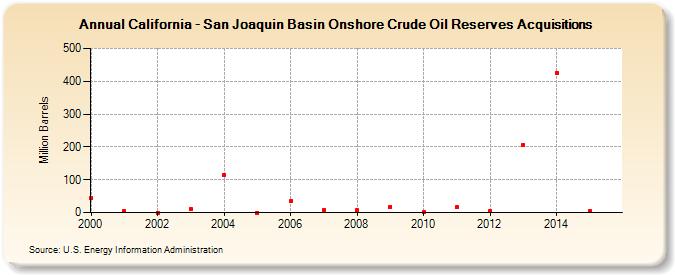 Annual California - San Joaquin Basin Onshore Crude Oil Reserves Acquisitions
Million Barrels
500
400
300
200
100
0
2000 2002 2004 2006 2008 2010 2012 2014
Source: U.S. Energy Information Administration